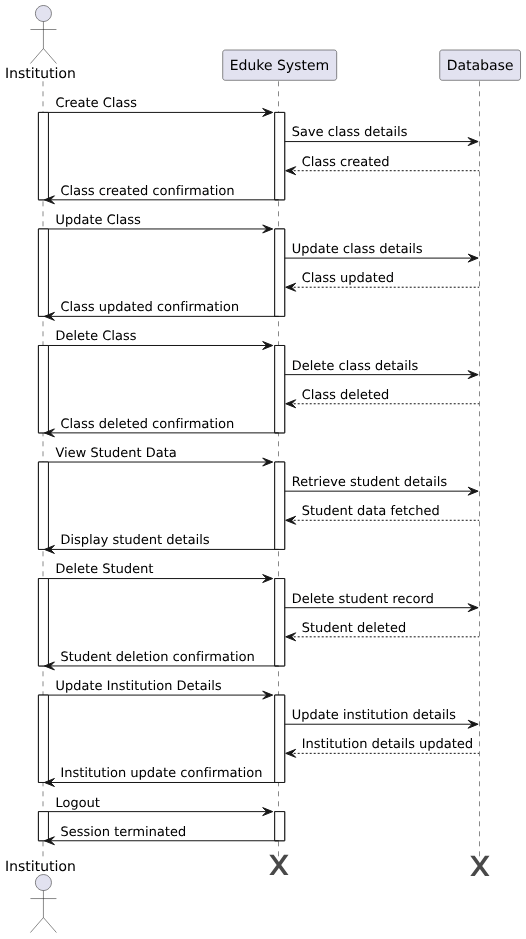 Institution
Eduke System
Database
Create Class
Save class details
Class created
Class created confirmation
Update Class
Update class details
Class updated
Class updated confirmation
Delete Class
Delete class details
Class deleted
Class deleted confirmation
View Student Data
Retrieve student details
Student data fetched
Display student details
Delete Student
Delete student record
Student deleted
Student deletion confirmation
Update Institution Details
Update institution details
Institution details updated
Institution update confirmation
Logout
Session terminated
Institution